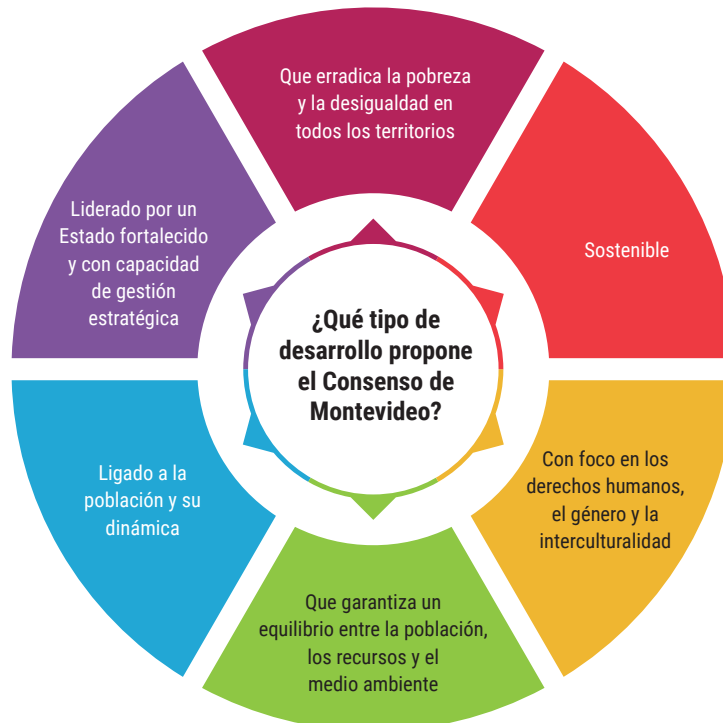 ¿Qué tipo de
desarrollo propone
el Consenso de
Montevideo?
Que erradica la pobreza
y la desigualdad en
todos los territorios
Sostenible
Con foco en los
derechos humanos,
el género y la
interculturalidad
Que garantiza un
equilibrio entre la población,
los recursos y el
medio ambiente
Ligado a la
población y su
dinámica
Liderado por un
Estado fortalecido
y con capacidad
de gestión
estratégica